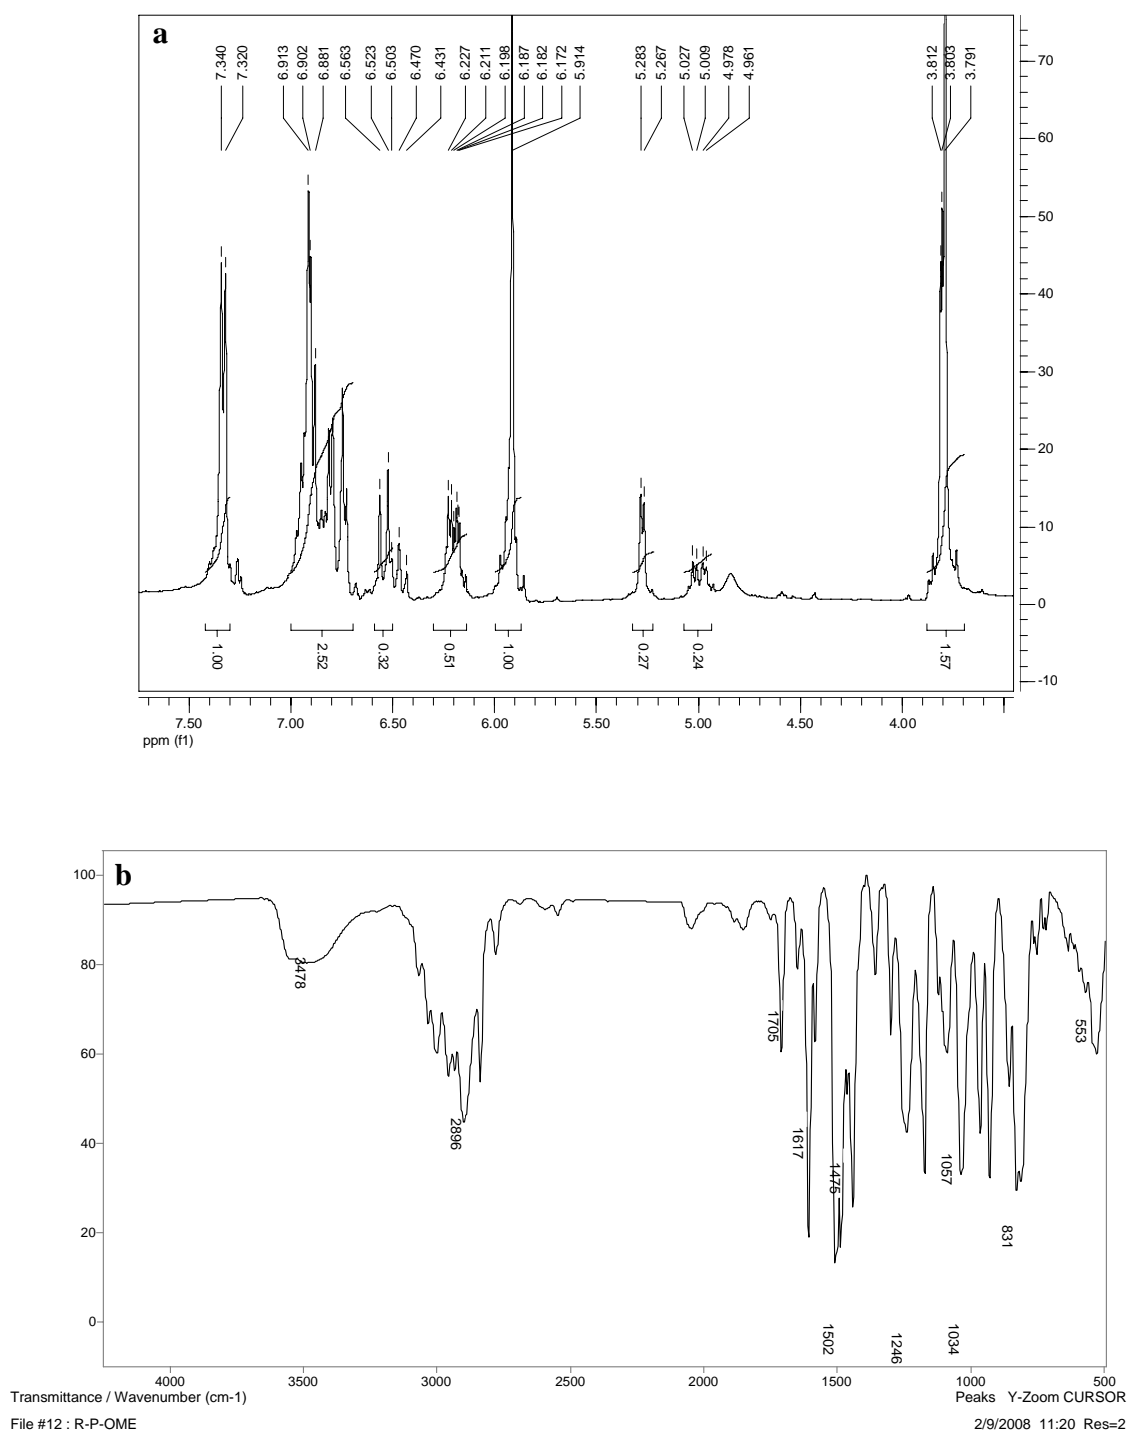 a
7.340 7.320 6.913 6.902 6.881 6.563 6.523 6.503 6.470 6.431 6.227 6.211 6.198 6.187 6.182 6.172 5.914 5.283 5.267 5.027 5.009 4.978 4.961 3.812 3.803 3.791
70
60
50
40
30
20
10
0
-10
1.00 2.52 0.32 0.51 1.00 0.27 0.24 1.57
7.50 7.00 6.50 6.00 5.50 5.00 4.50 4.00
ppm (f1)
b
100
80
60
40
20
0
3478
2896
1705
1617
1502
1475
1246
1057
1034
831
553
4000 3500 3000 2500 2000 1500 1000 500
Transmittance / Wavenumber (cm-1) Peaks Y-Zoom CURSOR
File #12 : R-P-OME 2/9/2008 11:20 Res=2